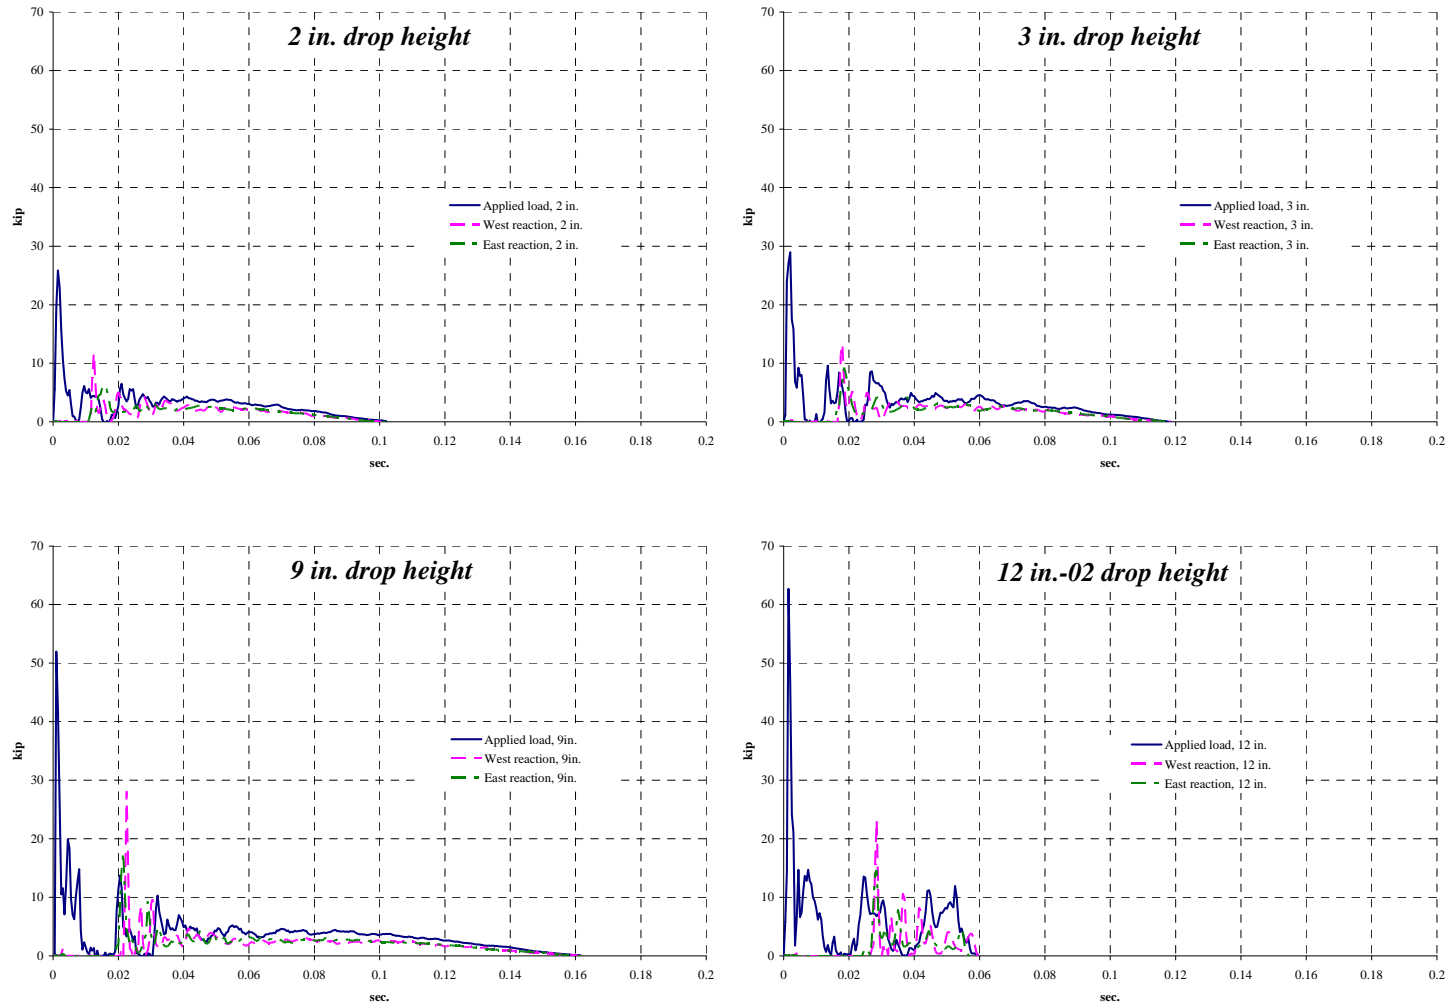 2 in. drop height
70
60
50
40
30
20
10
0
kip
Applied load, 2 in.
West reaction, 2 in.
East reaction, 2 in.
0 0.02 0.04 0.06 0.08 0.1 0.12 0.14 0.16 0.18 0.2
sec.
3 in. drop height
70
60
50
40
30
20
10
0
kip
Applied load, 3 in.
West reaction, 3 in.
East reaction, 3 in.
0 0.02 0.04 0.06 0.08 0.1 0.12 0.14 0.16 0.18 0.2
sec.
9 in. drop height
70
60
50
40
30
20
10
0
kip
Applied load, 9in.
West reaction, 9in.
East reaction, 9in.
0 0.02 0.04 0.06 0.08 0.1 0.12 0.14 0.16 0.18 0.2
sec.
12 in.-02 drop height
70
60
50
40
30
20
10
0
kip
Applied load, 12 in.
West reaction, 12 in.
East reaction, 12 in.
0 0.02 0.04 0.06 0.08 0.1 0.12 0.14 0.16 0.18 0.2
sec.